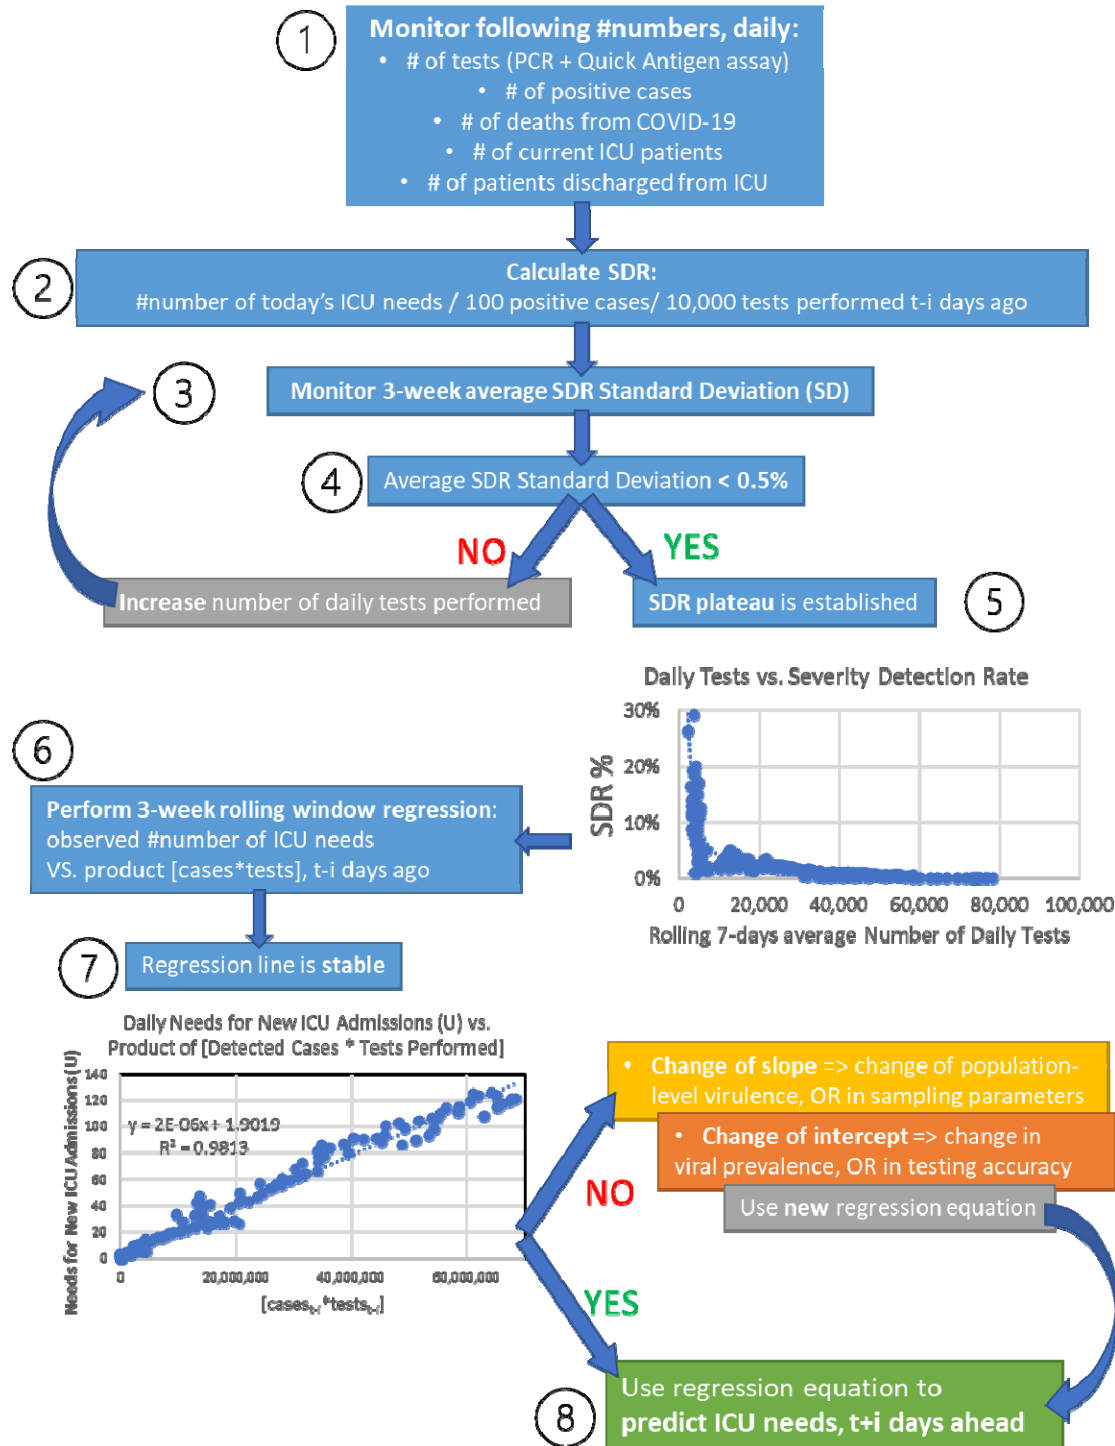 1
Monitor following #numbers, daily:
• # of tests (PCR + Quick Antigen assay)
• # of positive cases
• # of deaths from COVID-19
• # of current ICU patients
• # of patients discharged from ICU
2
Calculate SDR:
#number of today's ICU needs / 100 positive cases/ 10,000 tests performed t-i days ago
3
Monitor 3-week average SDR Standard Deviation (SD)
4
Average SDR Standard Deviation < 0.5%
NO
YES
Increase number of daily tests performed
SDR plateau is established
5
Daily Tests vs. Severity Detection Rate
30%
20%
10%
0%
SDR %
0 20,000 40,000 60,000 80,000 100,000
Rolling 7-days average Number of Daily Tests
6
Perform 3-week rolling window regression:
observed #number of ICU needs
VS. product [cases*tests], t-i days ago
7
Regression line is stable
Daily Needs for New ICU Admissions (U) vs.
Product of [Detected Cases * Tests Performed]
Needs for New ICU Admissions (U)
140
120
100
80
60
40
20
0
y = 2E-06x + 1.9019
R² = 0.9813
0 20,000,000 40,000,000 60,000,000
[cases t-i * tests t-i]
• Change of slope => change of population-
level virulence, OR in sampling parameters
• Change of intercept => change in
viral prevalence, OR in testing accuracy
NO
Use new regression equation
YES
8
Use regression equation to
predict ICU needs, t+i days ahead